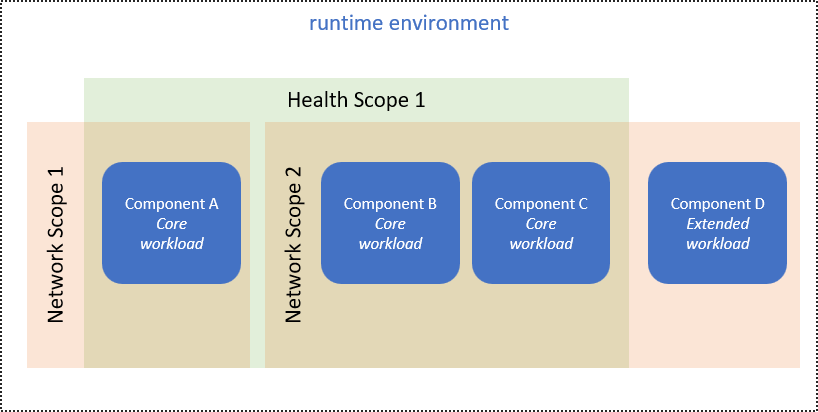 runtime environment
Health Scope 1
Network Scope 1
Component A
Core
workload
Network Scope 2
Component B
Core
workload
Component C
Core
workload
Component D
Extended
workload